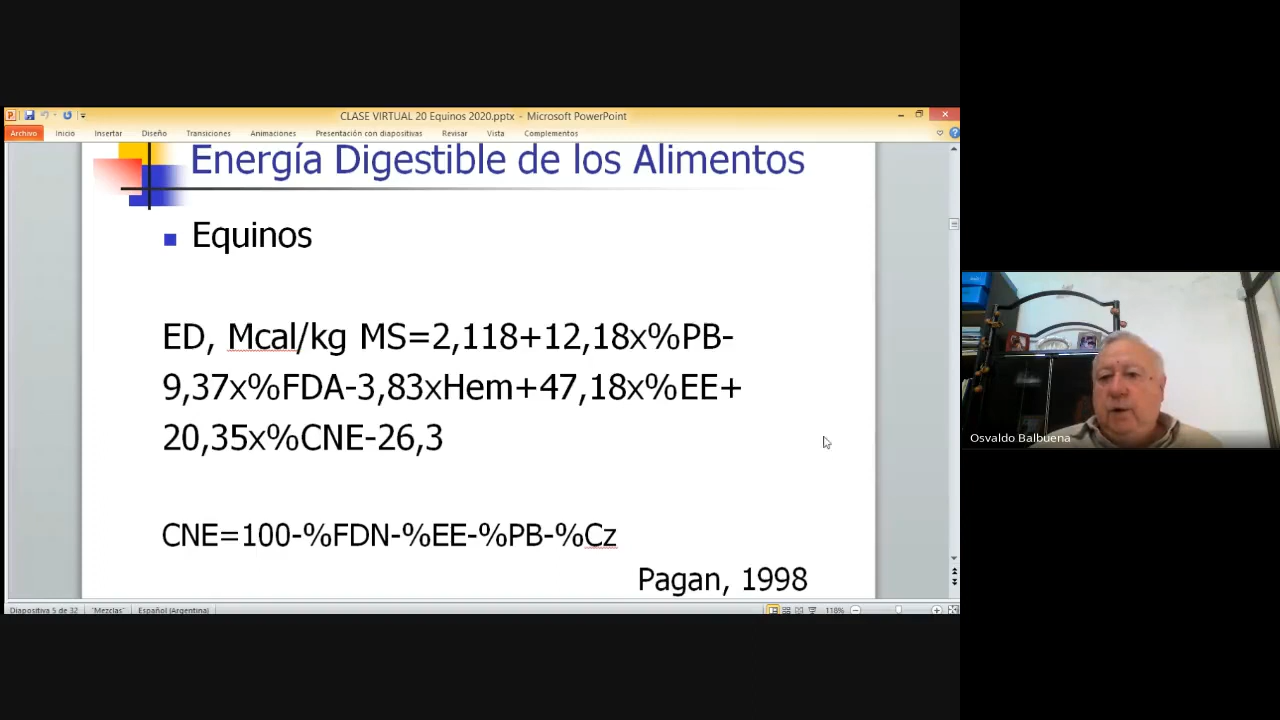 CLASE VIRTUAL 20 Equinos 2020.pptx - Microsoft PowerPoint
Archivo Inicio Insertar Diseño Transiciones Animaciones Presentación con diapositivas Revisar Vista Complementos
Energía Digestible de los Alimentos
Equinos
ED, Mcal/kg MS=2,118+12,18x%PB-
9,37x%FDA-3,83xHem+47,18x%EE+
20,35x%CNE-26,3
CNE=100-%FDN-%EE-%PB-%Cz
Pagan, 1998
Osvaldo Balbuena
Diapositiva 5 de 32 "Mezclas" Español (Argentina) 118%